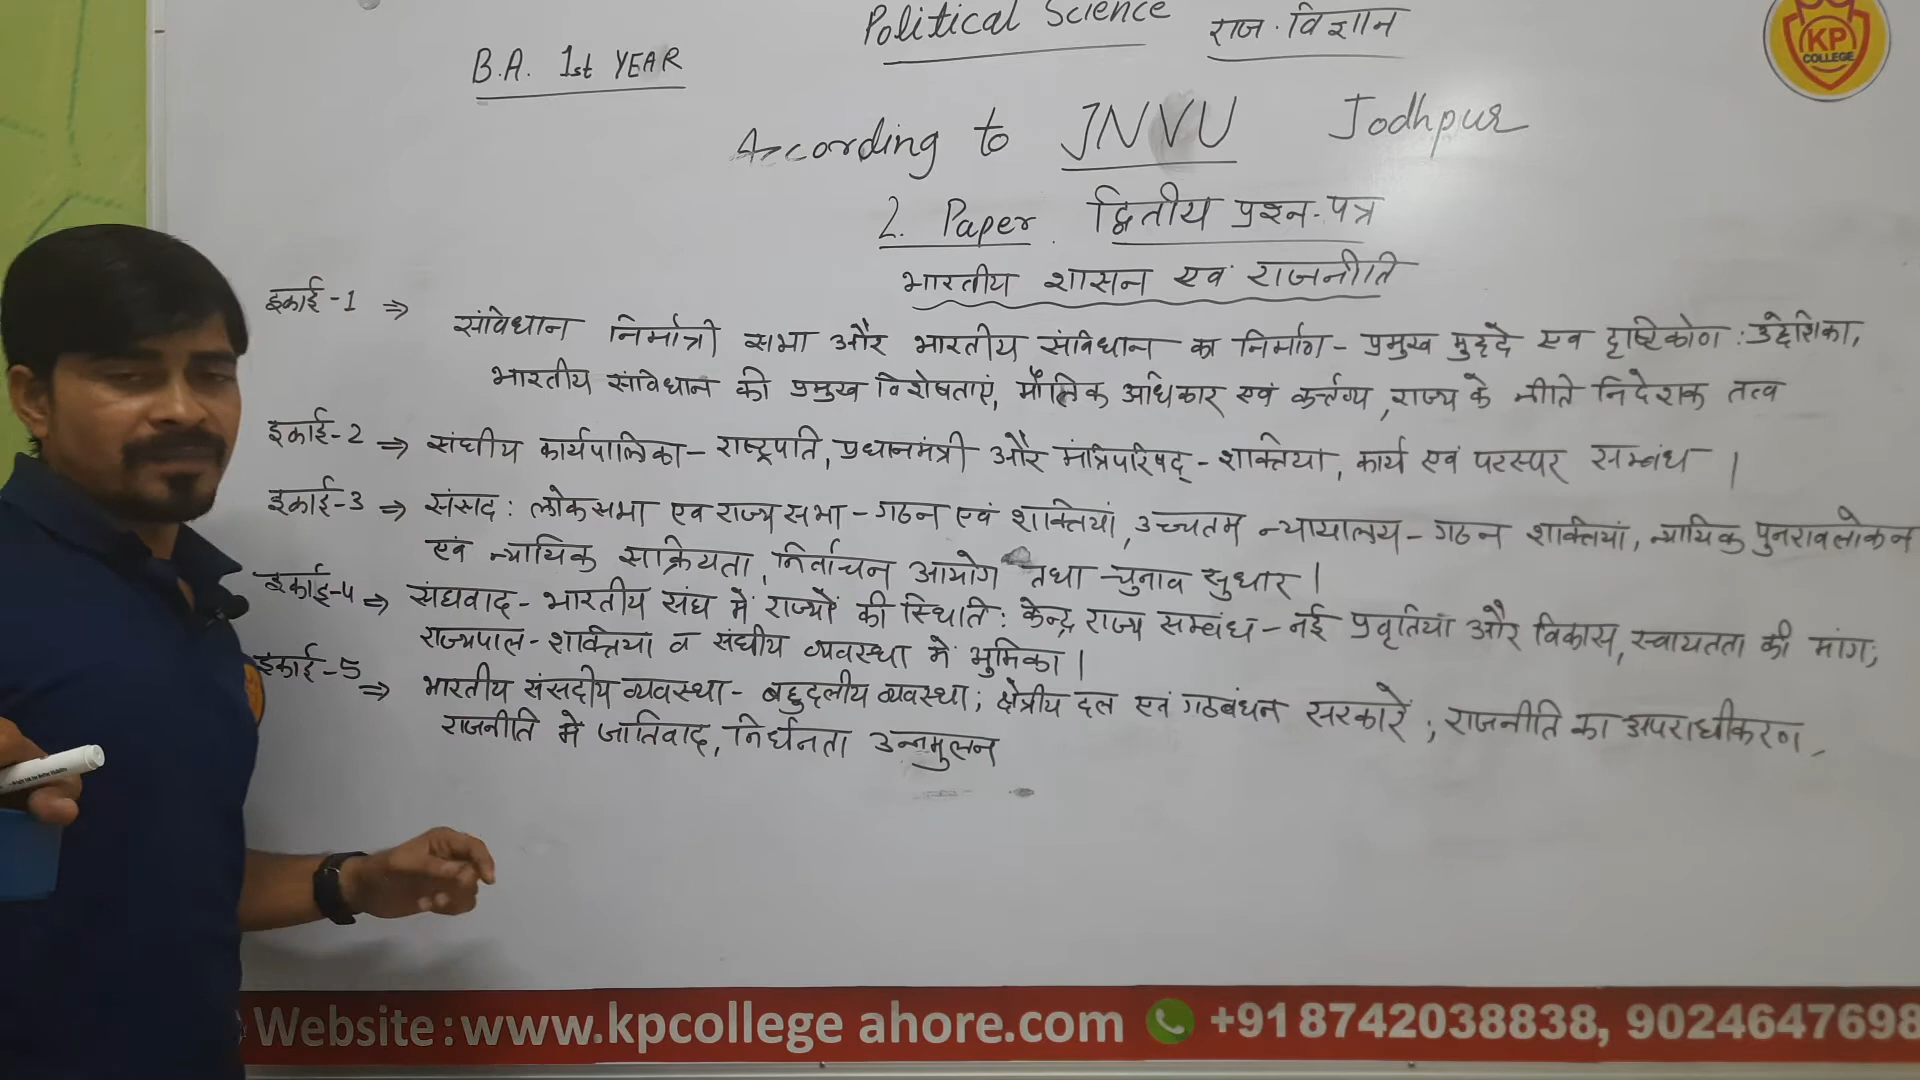 Political Science राज. विज्ञान
B.A. 1st YEAR
KP
COLLEGE
According to JNVU Jodhpur
2. Paper. द्वितीय प्रश्न-पत्र
भारतीय शासन एवं राजनीति
इकाई-1 ⇒ संविधान निर्मात्री सभा और भारतीय संविधान का निर्माण - प्रमुख मुद्दे एवं दृष्टिकोण : उद्देशिका,
भारतीय संविधान की प्रमुख विशेषताएं, मौलिक अधिकार एवं कर्त्तव्य, राज्य के नीति निदेशक तत्व
इकाई-2 ⇒ संघीय कार्यपालिका - राष्ट्रपति, प्रधानमंत्री और मंत्रिपरिषद् - शक्तियां, कार्य एवं परस्पर सम्बंध |
इकाई-3 ⇒ संसद : लोकसभा एवं राज्य सभा - गठन एवं शक्तियां, उच्चतम न्यायालय - गठन शक्तियां, न्यायिक पुनरावलोकन
एवं न्यायिक सक्रियता, निर्वाचन आयोग तथा चुनाव सुधार |
इकाई-4 ⇒ संघवाद - भारतीय संघ में राज्यों की स्थिति : केन्द्र राज्य सम्बंध - नई प्रवृतियां और विकास, स्वायतता की मांग;
राज्यपाल - शक्तियां व संघीय व्यवस्था में भुमिका |
इकाई-5 ⇒ भारतीय संसदीय व्यवस्था - बहुदलीय व्यवस्था; क्षेत्रीय दल एवं गठबंधन सरकारें; राजनीति का अपराधीकरण,
राजनीति में जातिवाद, निर्धनता उन्नमुलन
Website:www.kpcollege ahore.com +91 8742038838, 9024647698